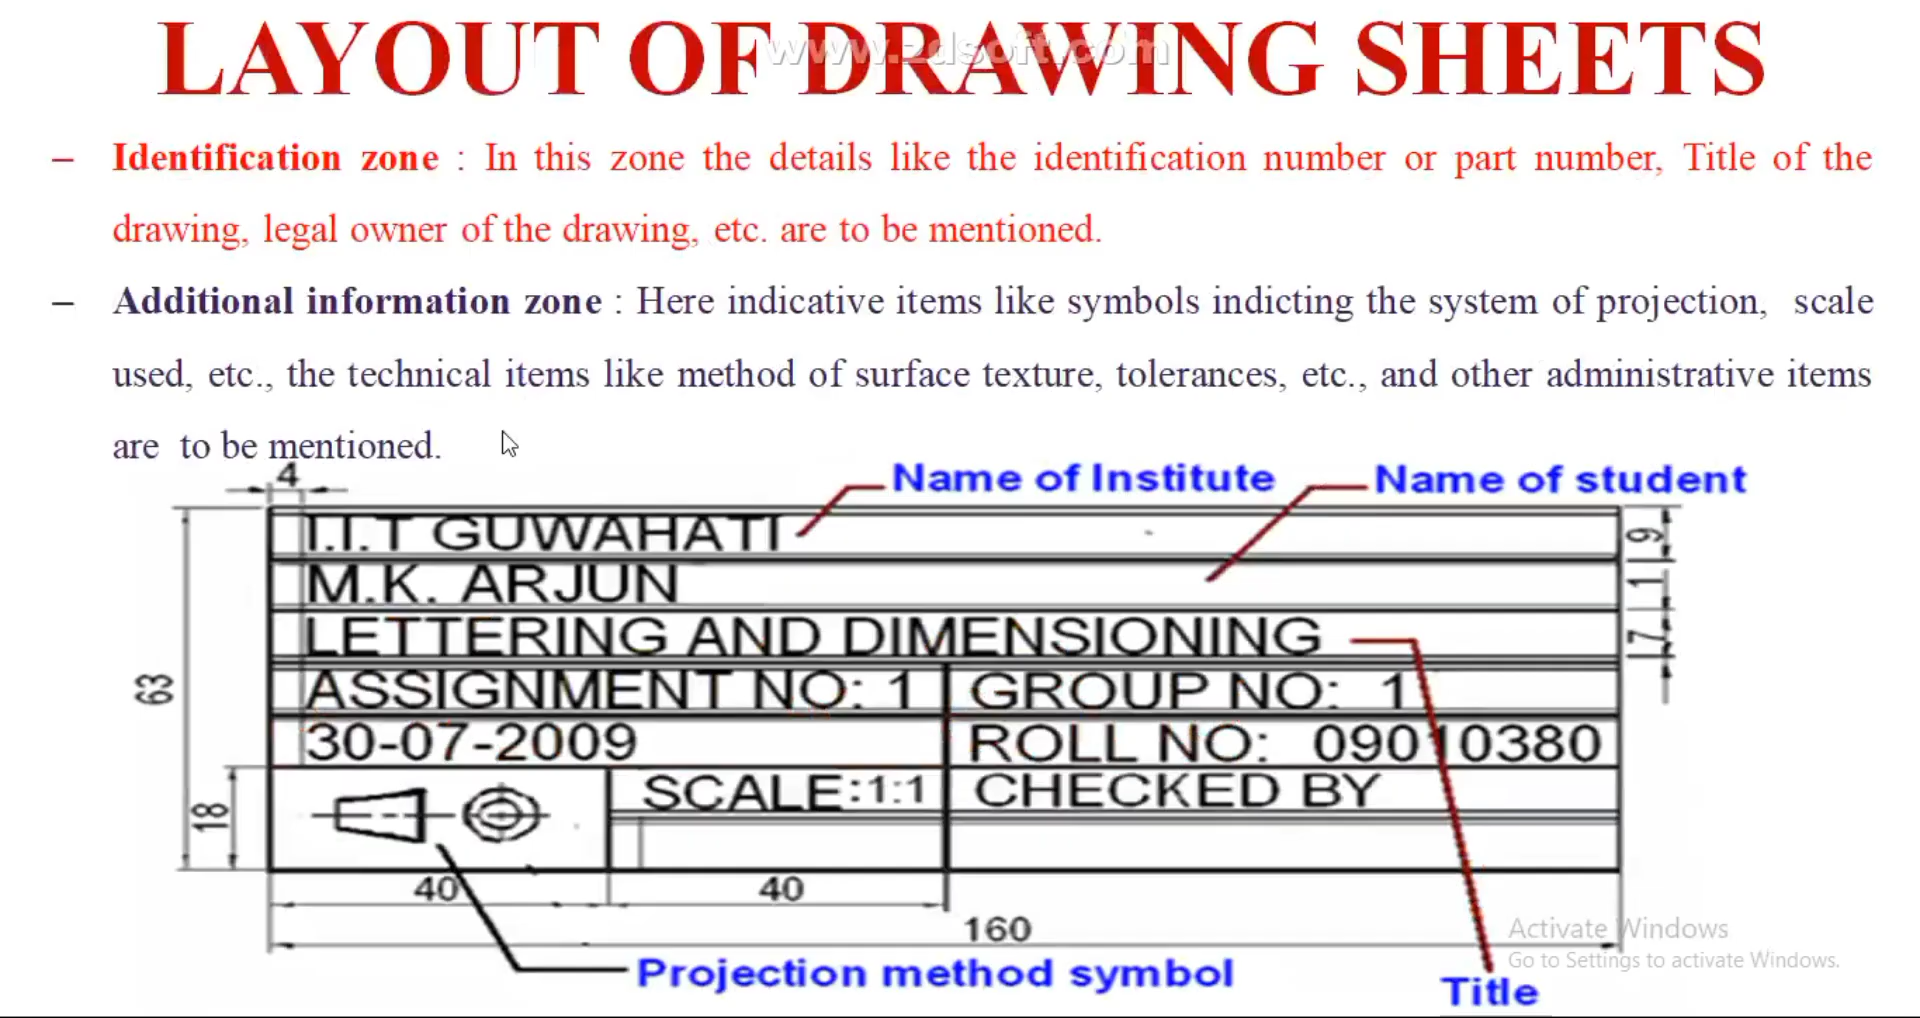 LAYOUT OF DRAWING SHEETS
www.zdsoft.com
– Identification zone : In this zone the details like the identification number or part number, Title of the
drawing, legal owner of the drawing, etc. are to be mentioned.
– Additional information zone : Here indicative items like symbols indicting the system of projection, scale
used, etc., the technical items like method of surface texture, tolerances, etc., and other administrative items
are to be mentioned.
4
Name of Institute
Name of student
I.I.T GUWAHATI
9
M.K. ARJUN
1
LETTERING AND DIMENSIONING
7
63
ASSIGNMENT NO: 1
GROUP NO: 1
30-07-2009
ROLL NO: 09010380
18
SCALE:1:1
CHECKED BY
40
40
160
Activate Windows
Go to Settings to activate Windows.
Projection method symbol
Title